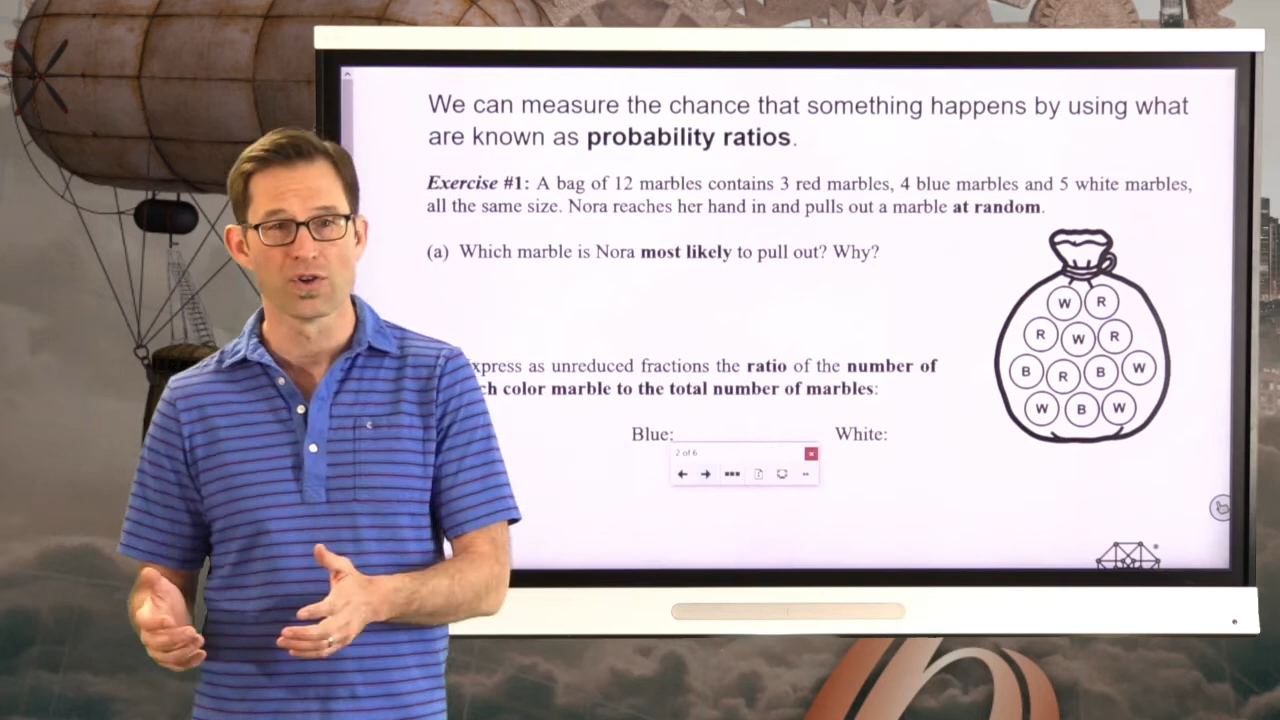 We can measure the chance that something happens by using what
are known as probability ratios.
Exercise #1: A bag of 12 marbles contains 3 red marbles, 4 blue marbles and 5 white marbles,
all the same size. Nora reaches her hand in and pulls out a marble at random.
(a) Which marble is Nora most likely to pull out? Why?
W R
R W R
B R B W
W B W
xpress as unreduced fractions the ratio of the number of
ch color marble to the total number of marbles:
Blue: White:
2 of 6